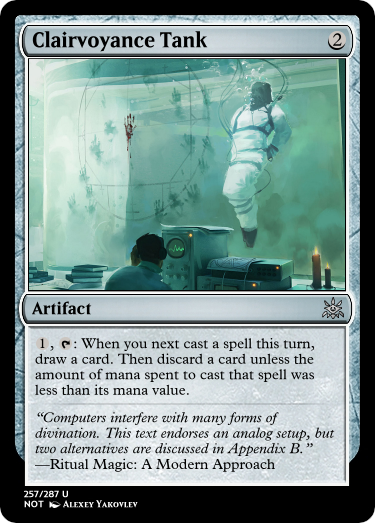 Clairvoyance Tank 2
Artifact
1, T: When you next cast a spell this turn,
draw a card. Then discard a card unless the
amount of mana spent to cast that spell was
less than its mana value.
“Computers interfere with many forms of
divination. This text endorses an analog setup, but
two alternatives are discussed in Appendix B.”
—Ritual Magic: A Modern Approach
257/287 U
NOT Alexey Yakovlev